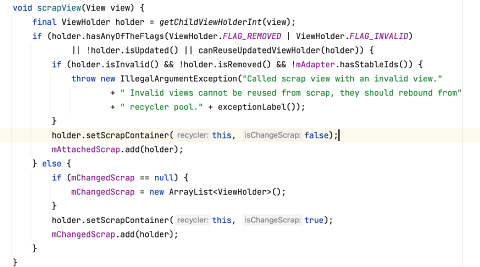 void scrapView(View view) {
    final ViewHolder holder = getChildViewHolderInt(view);
    if (holder.hasAnyOfTheFlags(ViewHolder.FLAG_REMOVED | ViewHolder.FLAG_INVALID)
            || !holder.isUpdated() || canReuseUpdatedViewHolder(holder)) {
        if (holder.isInvalid() && !holder.isRemoved() && !mAdapter.hasStableIds()) {
            throw new IllegalArgumentException("Called scrap view with an invalid view."
                    + " Invalid views cannot be reused from scrap, they should rebound from"
                    + " recycler pool." + exceptionLabel());
        }
        holder.setScrapContainer( recycler: this, isChangeScrap: false);
        mAttachedScrap.add(holder);
    } else {
        if (mChangedScrap == null) {
            mChangedScrap = new ArrayList<ViewHolder>();
        }
        holder.setScrapContainer( recycler: this, isChangeScrap: true);
        mChangedScrap.add(holder);
    }
}